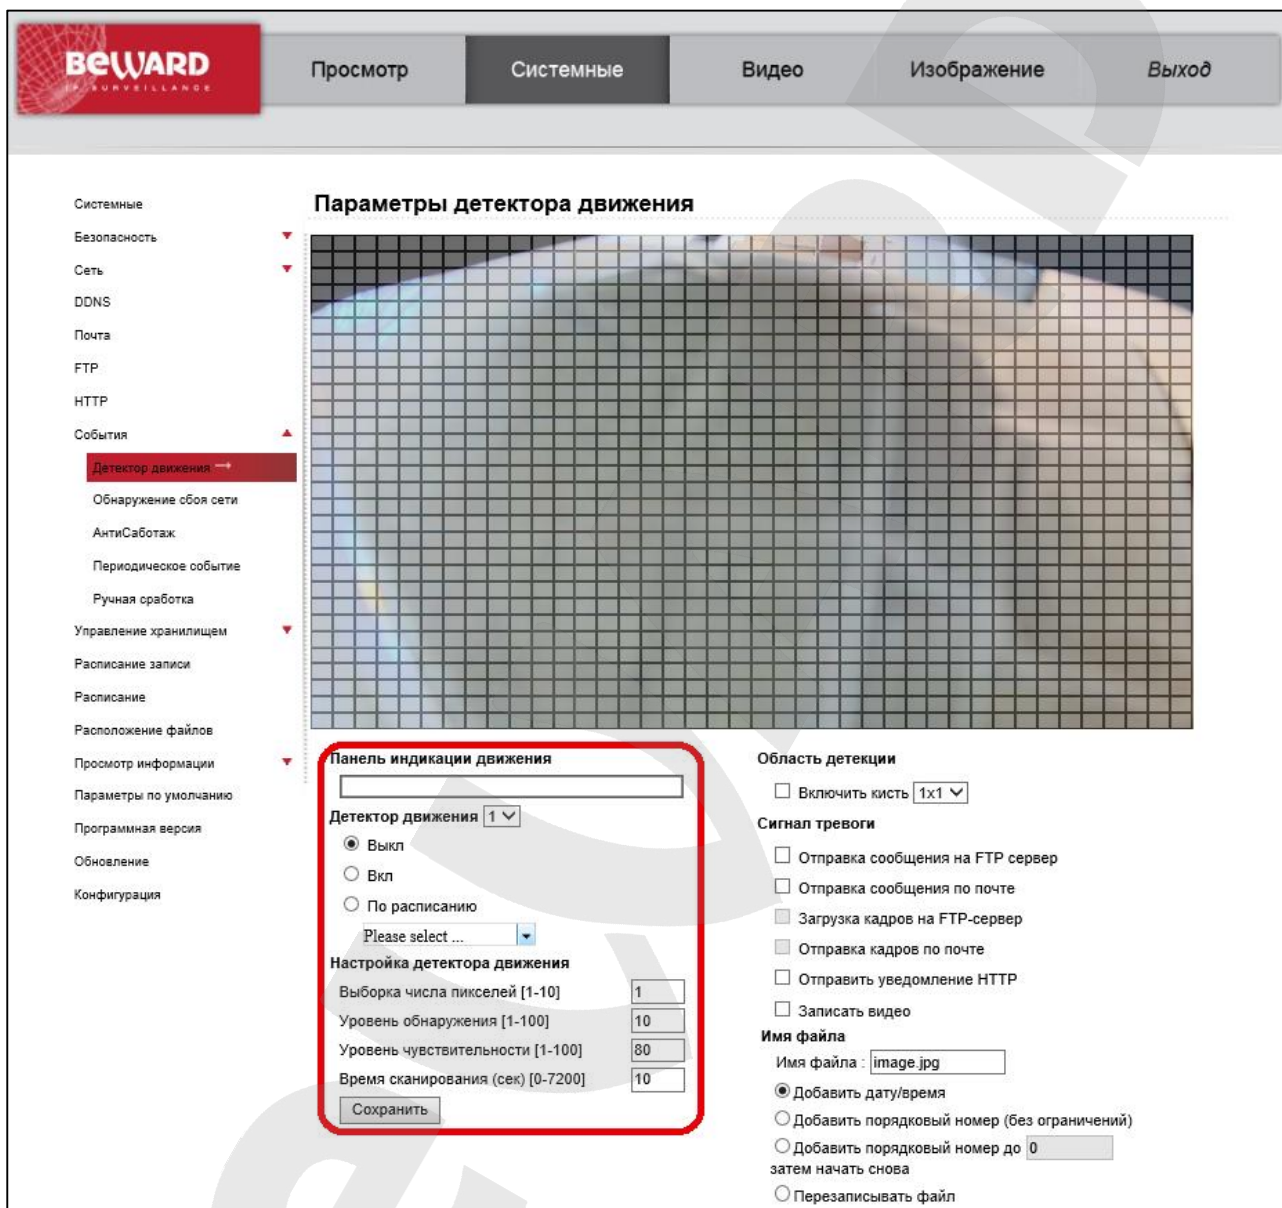 BEWARD
IP SURVEILLANCE
Просмотр
Системные
Видео
Изображение
Выход
Системные
Безопасность
Сеть
DDNS
Почта
FTP
HTTP
События
Детектор движения →
Обнаружение сбоя сети
АнтиСаботаж
Периодическое событие
Ручная сработка
Управление хранилищем
Расписание записи
Расписание
Расположение файлов
Просмотр информации
Параметры по умолчанию
Программная версия
Обновление
Конфигурация
Параметры детектора движения
Панель индикации движения
Детектор движения 1
Выкл
Вкл
По расписанию
Please select ...
Настройка детектора движения
Выборка числа пикселей [1-10] 1
Уровень обнаружения [1-100] 10
Уровень чувствительности [1-100] 80
Время сканирования (сек) [0-7200] 10
Сохранить
Область детекции
Включить кисть 1x1
Сигнал тревоги
Отправка сообщения на FTP сервер
Отправка сообщения по почте
Загрузка кадров на FTP-сервер
Отправка кадров по почте
Отправить уведомление HTTP
Записать видео
Имя файла
Имя файла : image.jpg
Добавить дату/время
Добавить порядковый номер (без ограничений)
Добавить порядковый номер до 0
затем начать снова
Перезаписывать файл